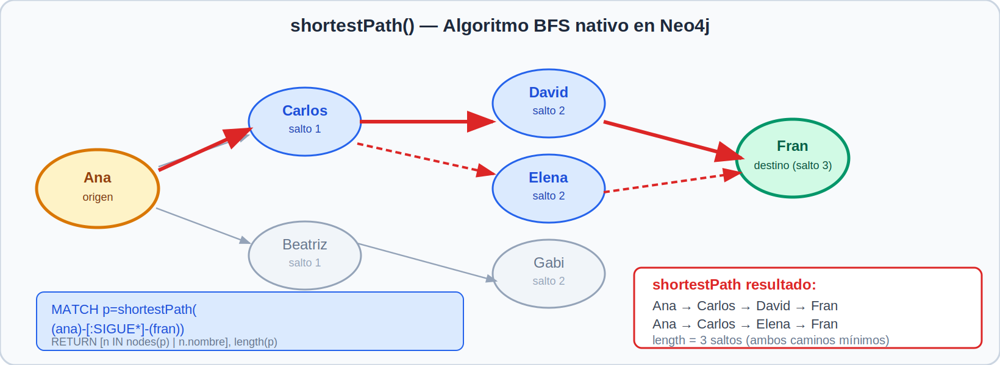 shortestPath() — Algoritmo BFS nativo en Neo4j
David
salto 2
Carlos
salto 1
Fran
destino (salto 3)
Ana
origen
Elena
salto 2
Beatriz
salto 1
Gabi
salto 2
MATCH p=shortestPath(
(ana)-[:SIGUE*]-(fran))
RETURN [n IN nodes(p) | n.nombre], length(p)
shortestPath resultado:
Ana → Carlos → David → Fran
Ana → Carlos → Elena → Fran
length = 3 saltos (ambos caminos mínimos)